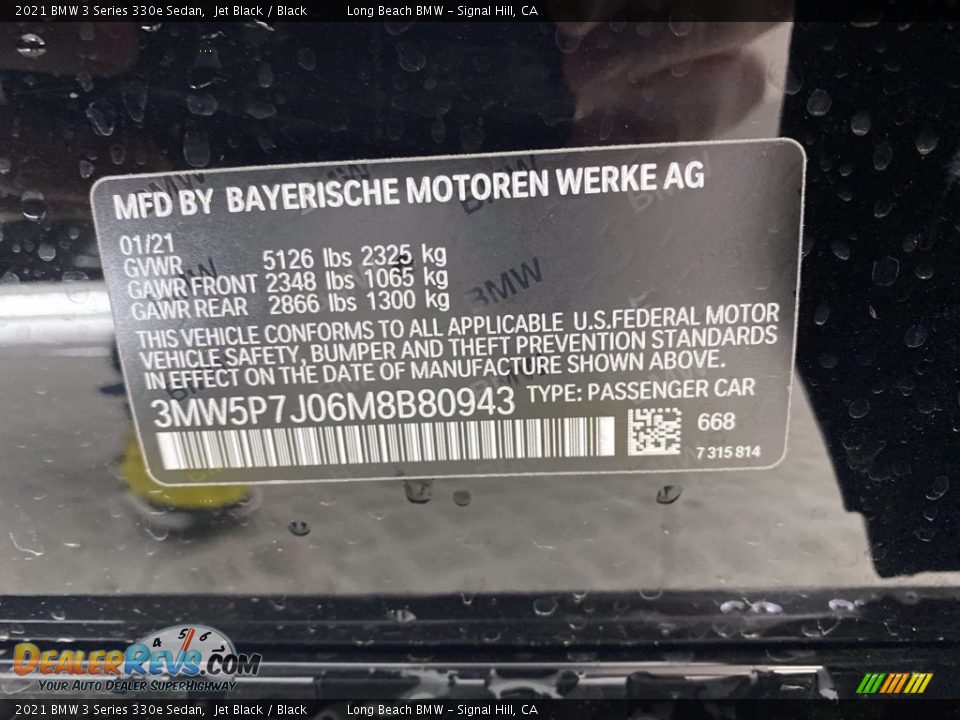 2021 BMW 3 Series 330e Sedan, Jet Black / Black Long Beach BMW - Signal Hill, CA
MFD BY BAYERISCHE MOTOREN WERKE AG
01/21
GVWR 5126 lbs 2325 kg
GAWR FRONT 2348 lbs 1065 kg
GAWR REAR 2866 lbs 1300 kg
THIS VEHICLE CONFORMS TO ALL APPLICABLE U.S.FEDERAL MOTOR
VEHICLE SAFETY, BUMPER AND THEFT PREVENTION STANDARDS
IN EFFECT ON THE DATE OF MANUFACTURE SHOWN ABOVE.
3MW5P7J06M8B80943 TYPE: PASSENGER CAR
668
7 315 814
BMW
4 5 6
DEALERREVS.COM
YOUR AUTO DEALER SUPERHIGHWAY
2021 BMW 3 Series 330e Sedan, Jet Black / Black Long Beach BMW - Signal Hill, CA